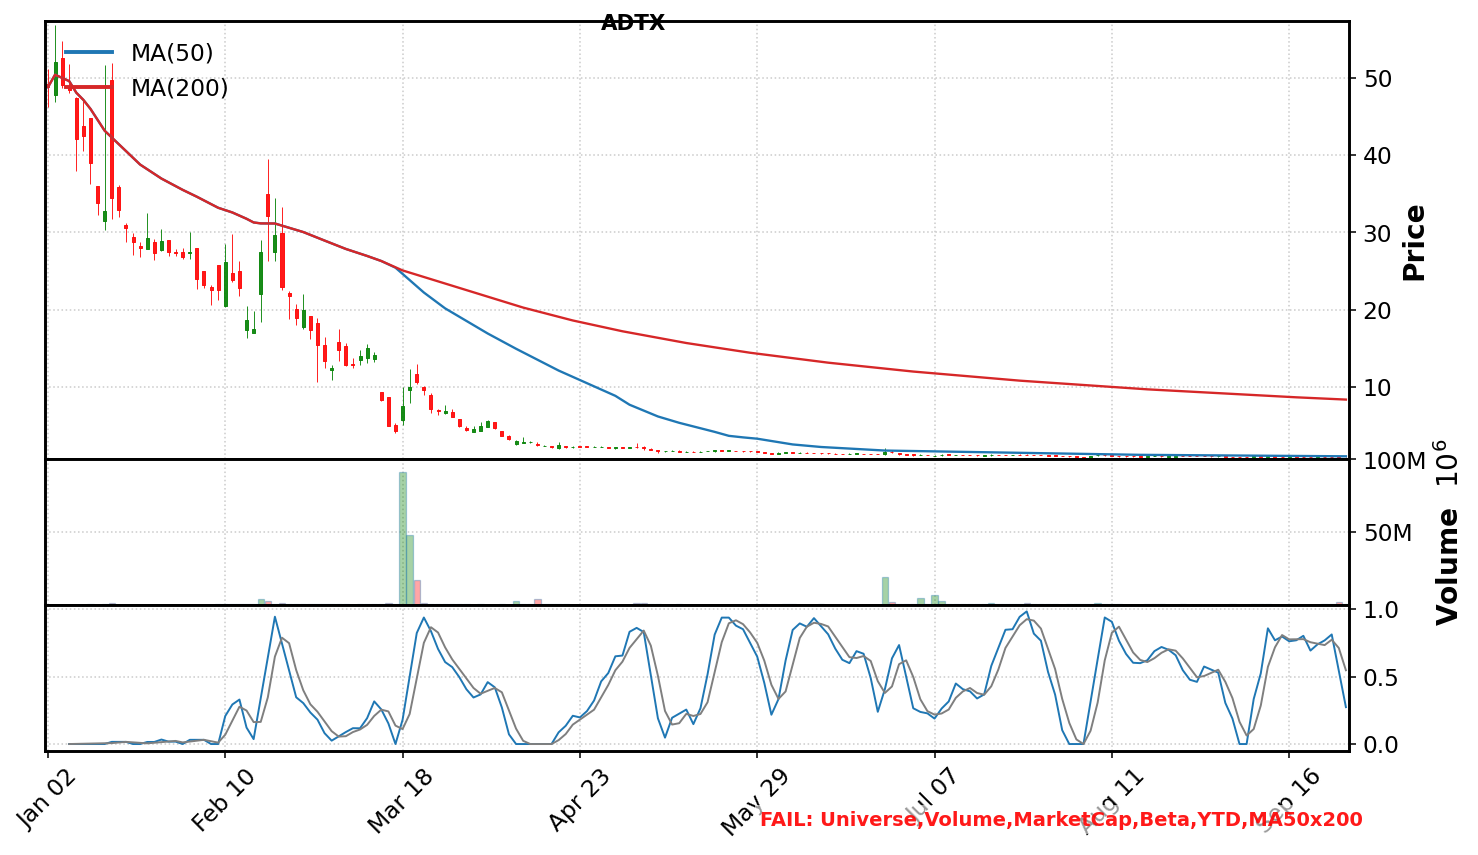 ADTX
MA(50)
MA(200)
50
40
30
20
10
Price
100M
50M
Volume 10^6
1.0
0.5
0.0
Jan 02
Feb 10
Mar 18
Apr 23
May 29
Jul 07
Aug 11
Sep 16
FAIL: Universe,Volume,MarketCap,Beta,YTD,MA50x200